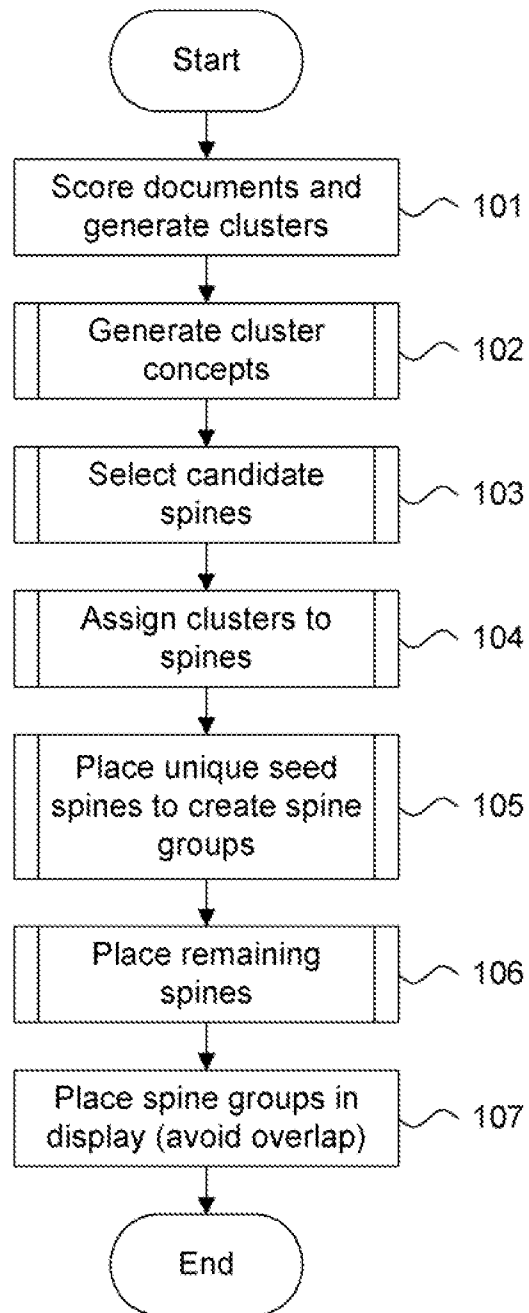 Start
Score documents and
generate clusters
101
Generate cluster
concepts
102
Select candidate
spines
103
Assign clusters to
spines
104
Place unique seed
spines to create spine
groups
105
Place remaining
spines
106
Place spine groups in
display (avoid overlap)
107
End